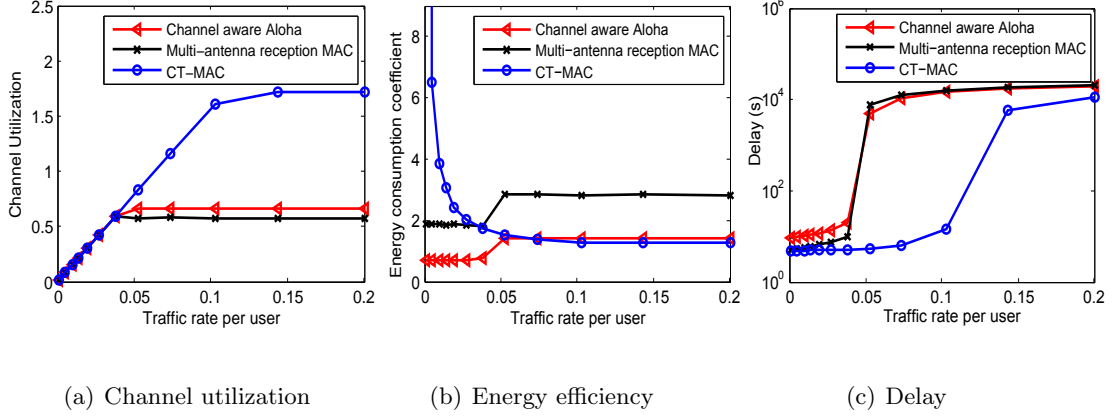 2.5
2
1.5
1
0.5
0
Channel Utilization
Channel aware Aloha
Multi−antenna reception MAC
CT−MAC
0
0.05
0.1
0.15
0.2
Traffic rate per user
(a) Channel utilization
8
6
4
2
0
Energy consumption coefficient
Channel aware Aloha
Multi−antenna reception MAC
CT−MAC
0
0.05
0.1
0.15
0.2
Traffic rate per user
(b) Energy efficiency
10^6
10^4
10^2
10^0
Delay (s)
Channel aware Aloha
Multi−antenna reception MAC
CT−MAC
0
0.05
0.1
0.15
0.2
Traffic rate per user
(c) Delay